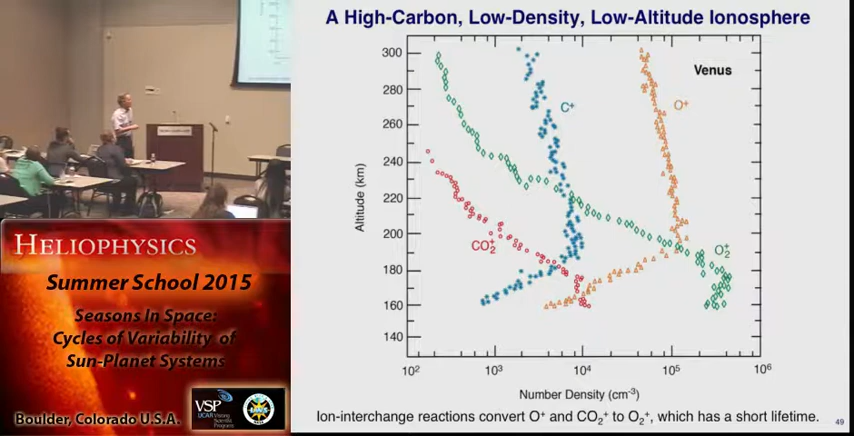 A High-Carbon, Low-Density, Low-Altitude Ionosphere
300
280
260
240
220
200
180
160
140
Altitude (km)
Venus
C⁺
O⁺
CO₂⁺
O₂⁺
10² 10³ 10⁴ 10⁵ 10⁶
Number Density (cm⁻³)
Ion-interchange reactions convert O⁺ and CO₂⁺ to O₂⁺, which has a short lifetime.
49
HELIOPHYSICS
Summer School 2015
Seasons In Space:
Cycles of Variability of
Sun-Planet Systems
Boulder, Colorado U.S.A.
VSP
UCAR Visiting
Scientist
Programs